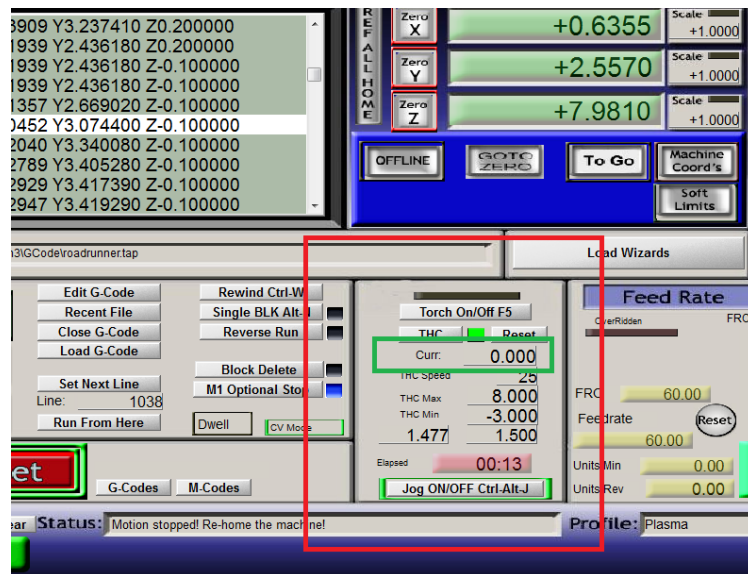 3909 Y3.237410 Z0.200000
1939 Y2.436180 Z0.200000
1939 Y2.436180 Z-0.100000
1939 Y2.436180 Z-0.100000
1357 Y2.669020 Z-0.100000
0452 Y3.074400 Z-0.100000
2040 Y3.340080 Z-0.100000
2789 Y3.405280 Z-0.100000
2929 Y3.417390 Z-0.100000
2947 Y3.419290 Z-0.100000
REF ALL HOME
Zero X +0.6355 Scale +1.0000
Zero Y +2.5570 Scale +1.0000
Zero Z +7.9810 Scale +1.0000
OFFLINE GOTO ZERO To Go Machine Coord's
Soft Limits
n3\GCode\roadrunner.tap
Load Wizards
Edit G-Code Rewind Ctrl-W
Recent File Single BLK Alt-N
Close G-Code Reverse Run
Load G-Code
Block Delete
Set Next Line M1 Optional Stop
Line: 1038
Run From Here Dwell CV Mode
G-Codes M-Codes
Torch On/Off F5
THC Reset
Curr: 0.000
THC Speed 25
THC Max 8.000
THC Min -3.000
1.477 1.500
Elapsed 00:13
Jog ON/OFF Ctrl-Alt-J
Feed Rate
OverRidden FRO
FRO 60.00
Feedrate Reset
60.00
Units/Min 0.00
Units/Rev 0.00
et
ear Status: Motion stopped! Re-home the machine! Profile: Plasma